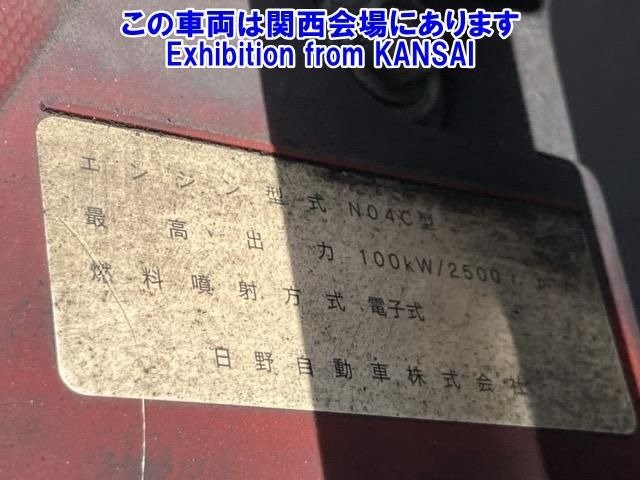 この車両は関西会場にあります
Exhibition from KANSAI
エンジン型式 N04C型
最高出力 100kW/2500r.p.m
燃料噴射方式 電子式
日野自動車株式会社